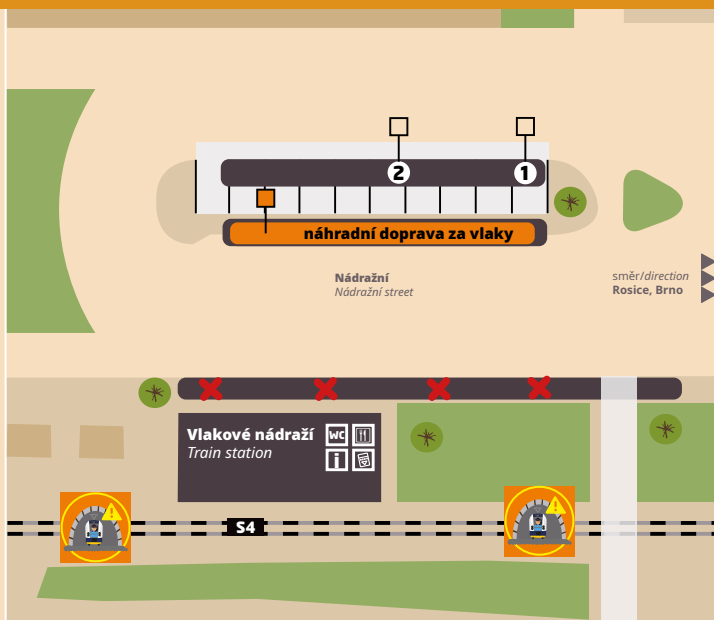 2
1
náhradní doprava za vlaky
Nádražní
Nádražní street
směr/direction
Rosice, Brno
Vlakové nádraží
Train station
WC
i
S4